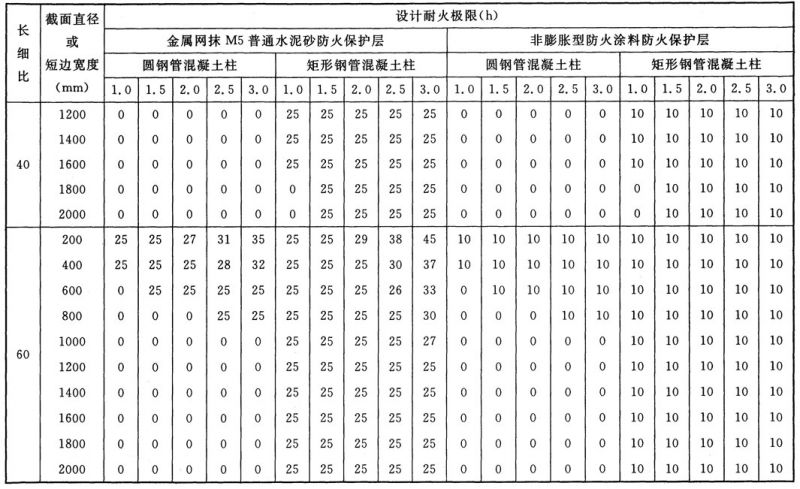 长细比 截面直径或短边宽度(mm) 设计耐火极限(h)
金属网抹 M5 普通水泥砂防火保护层 非膨胀型防火涂料防火保护层
圆钢管混凝土柱 矩形钢管混凝土柱 圆钢管混凝土柱 矩形钢管混凝土柱
1.0 1.5 2.0 2.5 3.0 1.0 1.5 2.0 2.5 3.0 1.0 1.5 2.0 2.5 3.0 1.0 1.5 2.0 2.5 3.0
40
1200 0 0 0 0 0 25 25 25 25 25 0 0 0 0 0 10 10 10 10 10
1400 0 0 0 0 0 25 25 25 25 25 0 0 0 0 0 10 10 10 10 10
1600 0 0 0 0 0 25 25 25 25 25 0 0 0 0 0 10 10 10 10 10
1800 0 0 0 0 0 0 25 25 25 25 0 0 0 0 0 0 10 10 10 10
2000 0 0 0 0 0 0 25 25 25 25 0 0 0 0 0 0 10 10 10 10
60
200 25 25 27 31 35 25 25 29 38 45 10 10 10 10 10 10 10 10 10 10
400 25 25 25 28 32 25 25 25 30 37 10 10 10 10 10 10 10 10 10 10
600 0 25 25 25 25 25 25 25 26 33 0 10 10 10 10 10 10 10 10 10
800 0 0 0 25 25 25 25 25 25 30 0 0 0 10 10 10 10 10 10 10
1000 0 0 0 0 0 25 25 25 25 27 0 0 0 0 0 10 10 10 10 10
1200 0 0 0 0 0 25 25 25 25 25 0 0 0 0 0 10 10 10 10 10
1400 0 0 0 0 0 25 25 25 25 25 0 0 0 0 0 10 10 10 10 10
1600 0 0 0 0 0 25 25 25 25 25 0 0 0 0 0 10 10 10 10 10
1800 0 0 0 0 0 25 25 25 25 25 0 0 0 0 0 10 10 10 10 10
2000 0 0 0 0 0 25 25 25 25 25 0 0 0 0 0 10 10 10 10 10